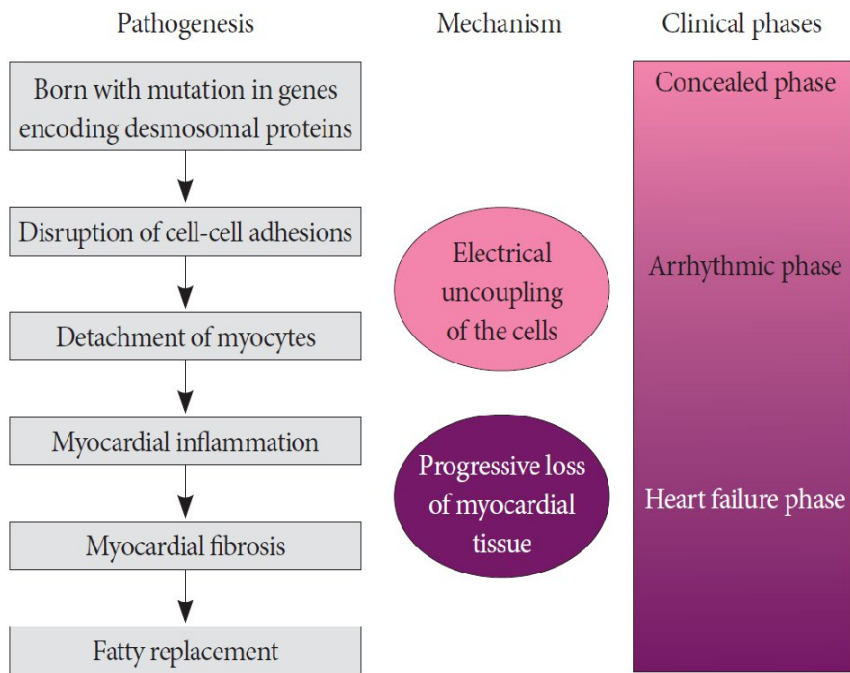 Pathogenesis
Born with mutation in genes
encoding desmosomal proteins
Disruption of cell-cell adhesions
Detachment of myocytes
Myocardial inflammation
Myocardial fibrosis
Fatty replacement
Mechanism
Electrical
uncoupling
of the cells
Progressive loss
of myocardial
tissue
Clinical phases
Concealed phase
Arrhythmic phase
Heart failure phase